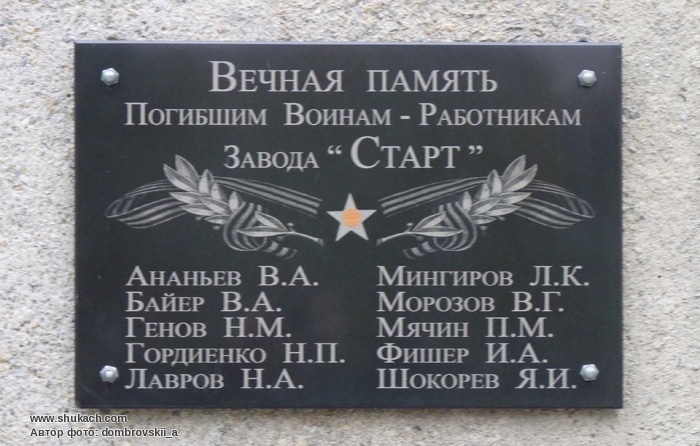 Вечная память
Погибшим Воинам - Работникам
Завода “ Старт ”
Ананьев В.А.
Байер В.А.
Генов Н.М.
Гордиенко Н.П.
Лавров Н.А.
Мингиров Л.К.
Морозов В.Г.
Мячин П.М.
Фишер И.А.
Шокорев Я.И.
www.shukach.com
Автор фото: dombrovskii_a